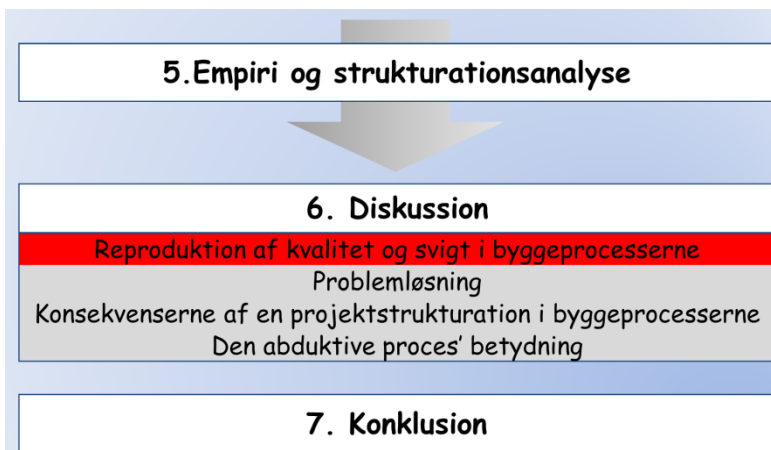 5.Empiri og strukturationsanalyse
6. Diskussion
Reproduktion af kvalitet og svigt i byggeprocesserne
Problemløsning
Konsekvenserne af en projektstrukturation i byggeprocesserne
Den abduktive proces’ betydning
7. Konklusion